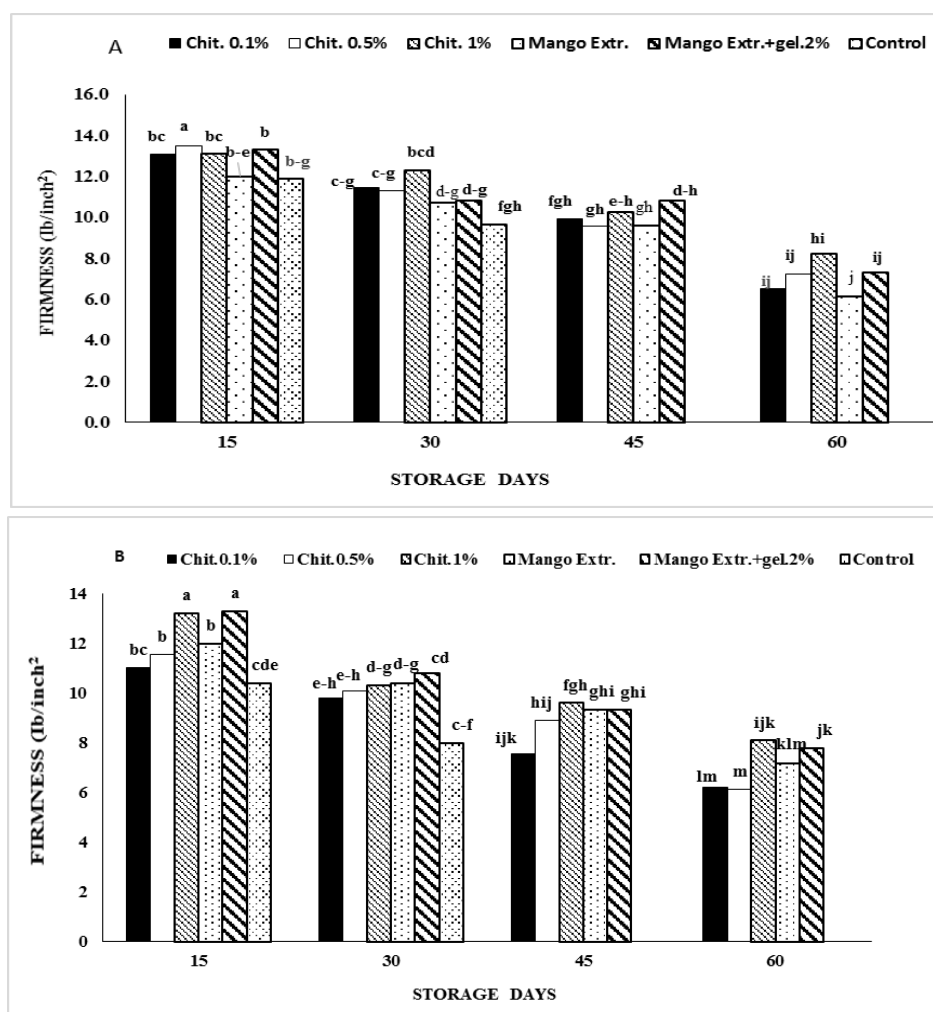 A
Chit. 0.1% Chit. 0.5% Chit. 1% Mango Extr. Mango Extr.+gel.2% Control
FIRMNESS (Ib/inch²)
16.0
14.0
12.0
10.0
8.0
6.0
4.0
2.0
0.0
bc a bc b-e b b-g
c-g c-g bcd d-g d-g fgh
fgh gh e-h gh d-h
ij ij hi j ij
15 30 45 60
STORAGE DAYS
B
Chit.0.1% Chit.0.5% Chit.1% Mango Extr. Mango Extr.+gel.2% Control
FIRMNESS (Ib/inch²
14
12
10
8
6
4
2
0
bc b a b a cde
e-h e-h d-g d-g cd c-f
ijk hij fgh ghi ghi
lm m ijk klm jk
15 30 45 60
STORAGE DAYS